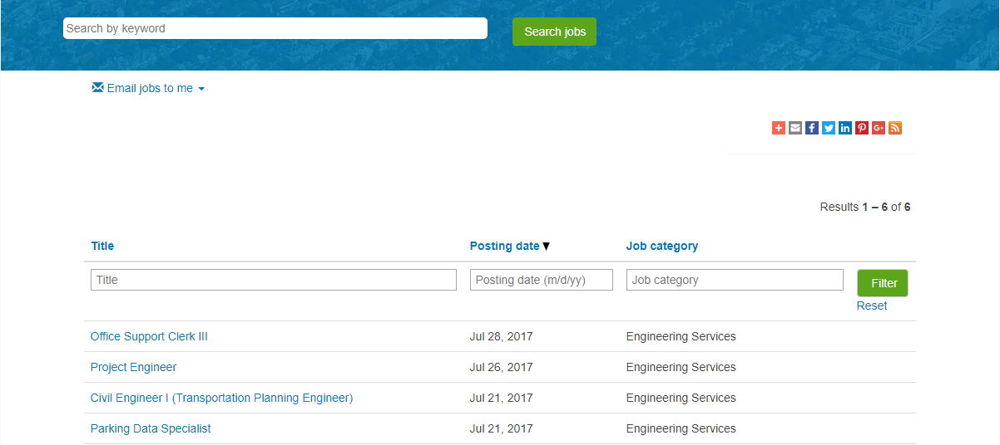 Search by keyword
Search jobs
Email jobs to me
Results 1 – 6 of 6
Title Posting date ▼ Job category
Title Posting date (m/d/yy) Job category Filter
Reset
Office Support Clerk III Jul 28, 2017 Engineering Services
Project Engineer Jul 26, 2017 Engineering Services
Civil Engineer I (Transportation Planning Engineer) Jul 21, 2017 Engineering Services
Parking Data Specialist Jul 21, 2017 Engineering Services